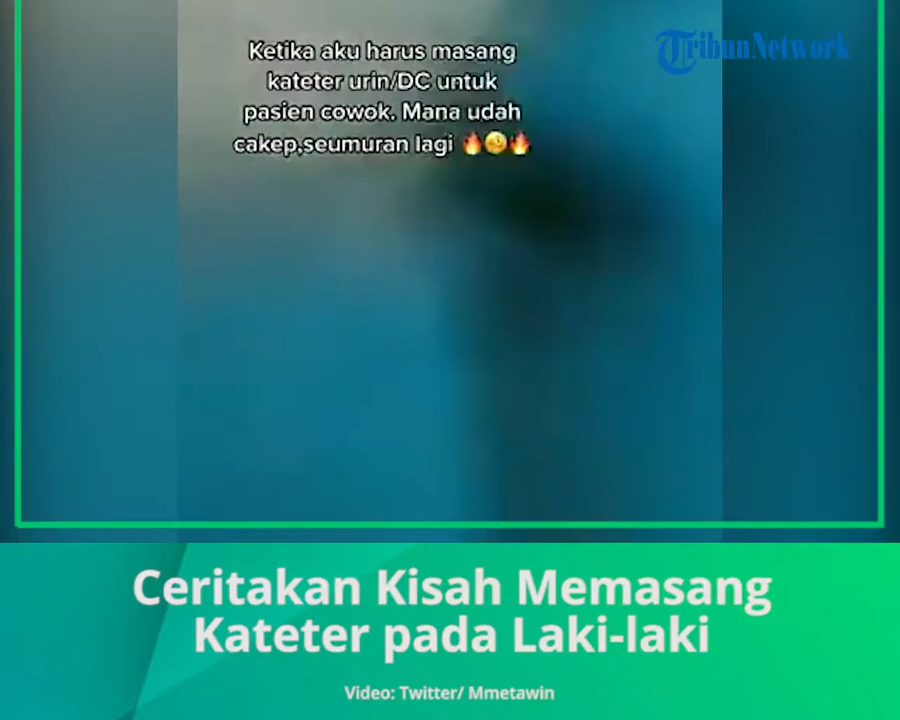 Ketika aku harus masang
TribunNetwork
kateter urin/DC untuk
pasien cowok. Mana udah
cakep,seumuran lagi 🔥🤒🔥
Ceritakan Kisah Memasang
Kateter pada Laki-laki
Video: Twitter/ Mmetawin